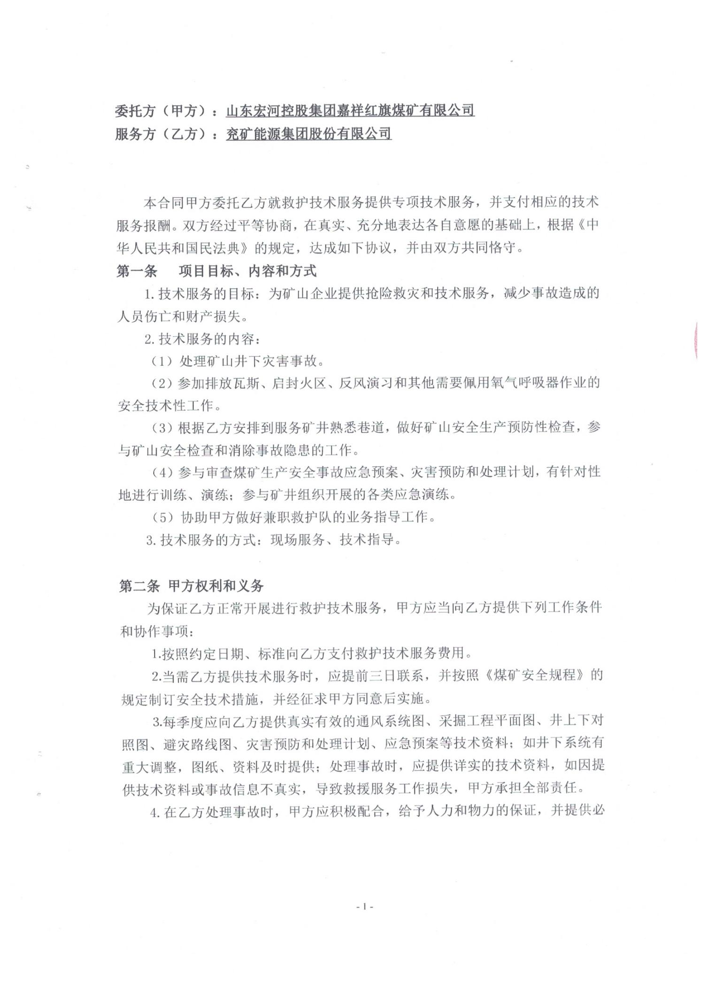 委托方（甲方）：山东宏河控股集团嘉祥红旗煤矿有限公司
服务方（乙方）：兖矿能源集团股份有限公司
本合同甲方委托乙方就救护技术服务提供专项技术服务，并支付相应的技术
服务报酬。双方经过平等协商，在真实、充分地表达各自意愿的基础上，根据《中
华人民共和国民法典》的规定，达成如下协议，并由双方共同恪守。
第一条　项目目标、内容和方式
1.技术服务的目标：为矿山企业提供抢险救灾和技术服务，减少事故造成的
人员伤亡和财产损失。
2.技术服务的内容：
（1）处理矿山井下灾害事故。
（2）参加排放瓦斯、启封火区、反风演习和其他需要佩用氧气呼吸器作业的
安全技术性工作。
（3）根据乙方安排到服务矿井熟悉巷道，做好矿山安全生产预防性检查，参
与矿山安全检查和消除事故隐患的工作。
（4）参与审查煤矿生产安全事故应急预案、灾害预防和处理计划，有针对性
地进行训练、演练；参与矿井组织开展的各类应急演练。
（5）协助甲方做好兼职救护队的业务指导工作。
3.技术服务的方式：现场服务、技术指导。
第二条 甲方权利和义务
为保证乙方正常开展进行救护技术服务，甲方应当向乙方提供下列工作条件
和协作事项：
1.按照约定日期、标准向乙方支付救护技术服务费用。
2.当需乙方提供技术服务时，应提前三日联系，并按照《煤矿安全规程》的
规定制订安全技术措施，并经征求甲方同意后实施。
3.每季度应向乙方提供真实有效的通风系统图、采掘工程平面图、井上下对
照图、避灾路线图、灾害预防和处理计划、应急预案等技术资料；如井下系统有
重大调整，图纸、资料及时提供；处理事故时，应提供详实的技术资料，如因提
供技术资料或事故信息不真实，导致救援服务工作损失，甲方承担全部责任。
4.在乙方处理事故时，甲方应积极配合，给予人力和物力的保证，并提供必
- 1 -